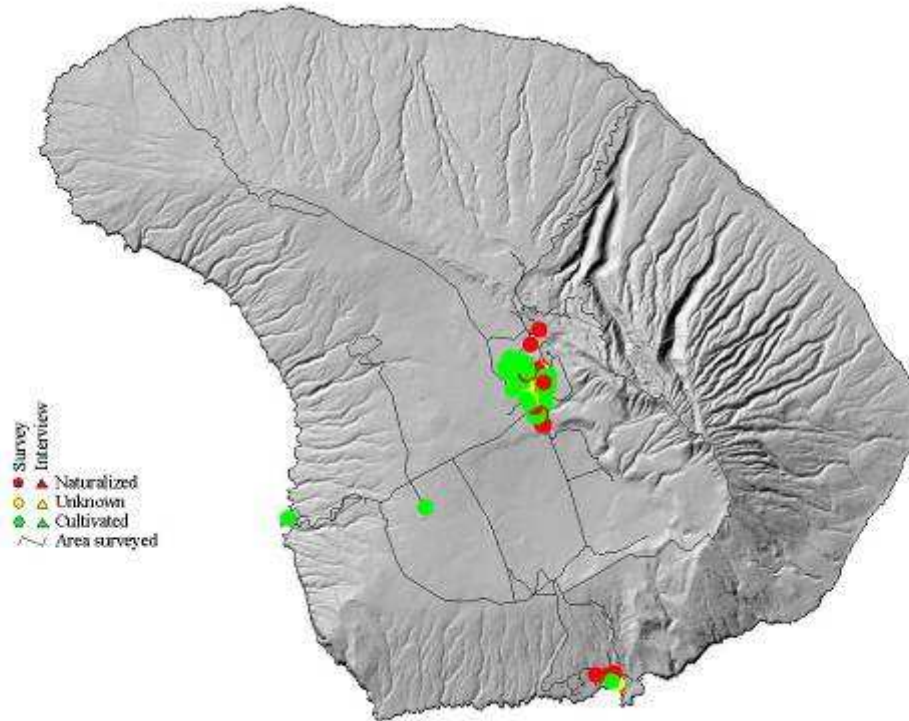 Survey
Interview
Naturalized
Unknown
Cultivated
Area surveyed